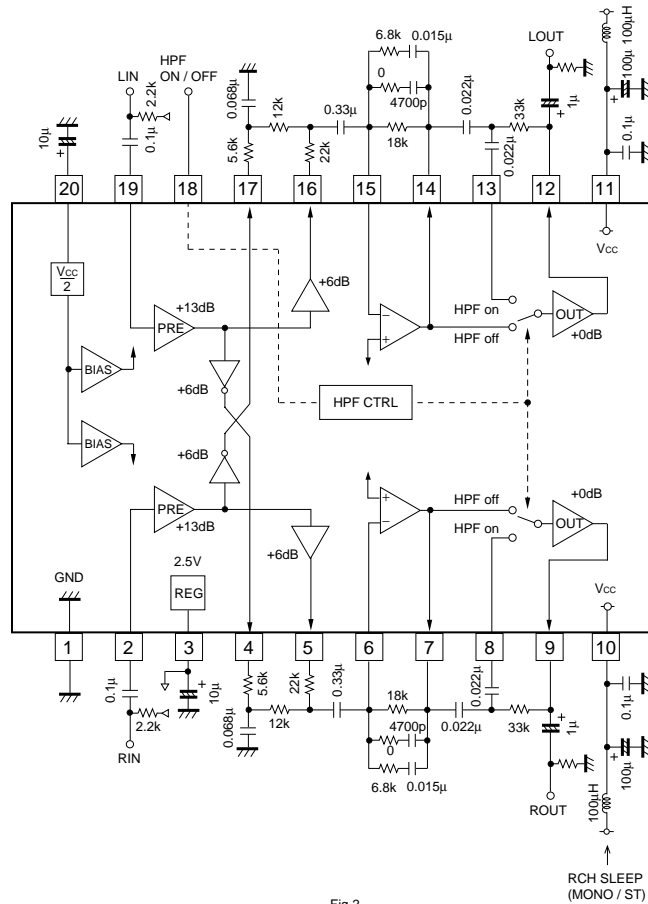 LIN
HPF
ON / OFF
LOUT
10μ
+
0.1μ
2.2k
0.068μ
5.6k
12k
22k
0.33μ
6.8k
0.015μ
0
4700p
18k
0.022μ
0.022μ
33k
1μ
+
100μ
100μH
+
0.1μ
20
19
18
17
16
15
14
13
12
11
VCC
2
VCC
+13dB
PRE
+6dB
BIAS
+6dB
−
+
HPF on
HPF off
OUT
+0dB
HPF CTRL
BIAS
+6dB
PRE
+13dB
+6dB
+
−
HPF off
HPF on
+0dB
OUT
2.5V
REG
GND
VCC
1
2
3
4
5
6
7
8
9
10
0.1μ
2.2k
RIN
+
10μ
5.6k
0.068μ
12k
22k
0.33μ
18k
4700p
0
6.8k
0.015μ
0.022μ
0.022μ
33k
+
1μ
ROUT
0.1μ
+
100μ
100μH
RCH SLEEP
(MONO / ST)
Fig.2